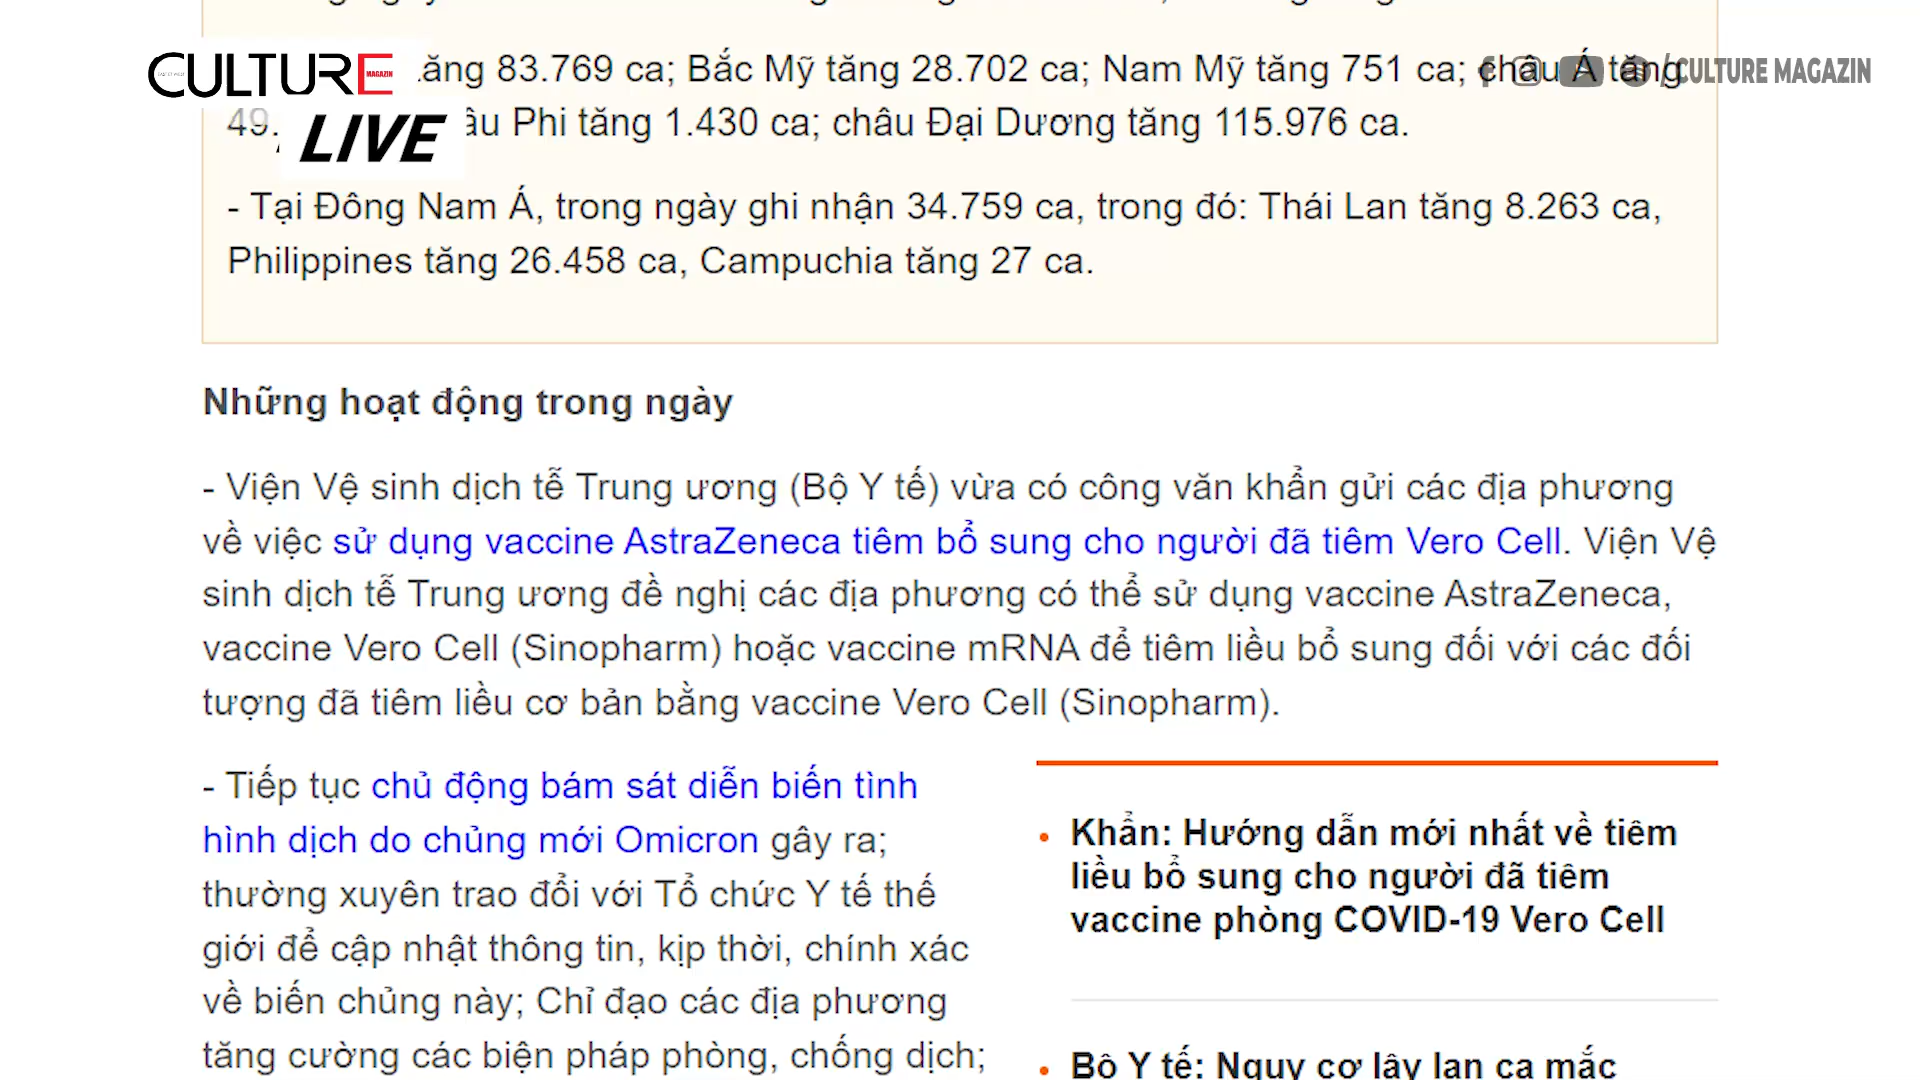 CULTURE MAGAZIN
LIVE
/CULTURE MAGAZIN
tăng 83.769 ca; Bắc Mỹ tăng 28.702 ca; Nam Mỹ tăng 751 ca; châu Á tăng
49. Phi tăng 1.430 ca; châu Đại Dương tăng 115.976 ca.
- Tại Đông Nam Á, trong ngày ghi nhận 34.759 ca, trong đó: Thái Lan tăng 8.263 ca,
Philippines tăng 26.458 ca, Campuchia tăng 27 ca.
Những hoạt động trong ngày
- Viện Vệ sinh dịch tễ Trung ương (Bộ Y tế) vừa có công văn khẩn gửi các địa phương
về việc sử dụng vaccine AstraZeneca tiêm bổ sung cho người đã tiêm Vero Cell. Viện Vệ
sinh dịch tễ Trung ương đề nghị các địa phương có thể sử dụng vaccine AstraZeneca,
vaccine Vero Cell (Sinopharm) hoặc vaccine mRNA để tiêm liều bổ sung đối với các đối
tượng đã tiêm liều cơ bản bằng vaccine Vero Cell (Sinopharm).
- Tiếp tục chủ động bám sát diễn biến tình
hình dịch do chủng mới Omicron gây ra;
thường xuyên trao đổi với Tổ chức Y tế thế
giới để cập nhật thông tin, kịp thời, chính xác
về biến chủng này; Chỉ đạo các địa phương
tăng cường các biện pháp phòng, chống dịch;
Khẩn: Hướng dẫn mới nhất về tiêm
liều bổ sung cho người đã tiêm
vaccine phòng COVID-19 Vero Cell
Bộ Y tế: Nguy cơ lây lan ca mắc